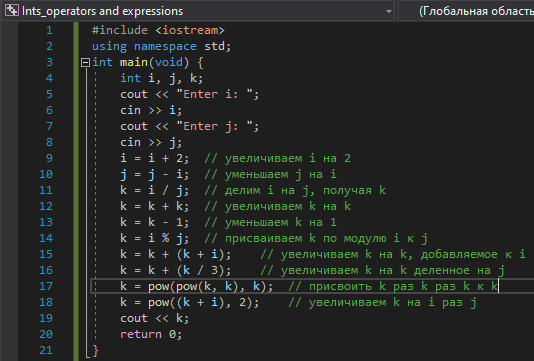 Ints_operators and expressions (Глобальная область
1 #include <iostream>
2 using namespace std;
3 int main(void) {
4 int i, j, k;
5 cout << "Enter i: ";
6 cin >> i;
7 cout << "Enter j: ";
8 cin >> j;
9 i = i + 2; // увеличиваем i на 2
10 j = j - i; // уменьшаем j на i
11 k = i / j; // делим i на j, получая k
12 k = k + k; // увеличиваем k на k
13 k = k - 1; // уменьшаем k на 1
14 k = i % j; // присваиваем k по модулю i к j
15 k = k + (k + i); // увеличиваем k на k, добавляемое к i
16 k = k + (k / 3); // увеличиваем k на k деленное на j
17 k = pow(pow(k, k), k); // присвоить k раз k раз k к k
18 k = pow((k + i), 2); // увеличиваем k на i раз j
19 cout << k;
20 return 0;
21 }